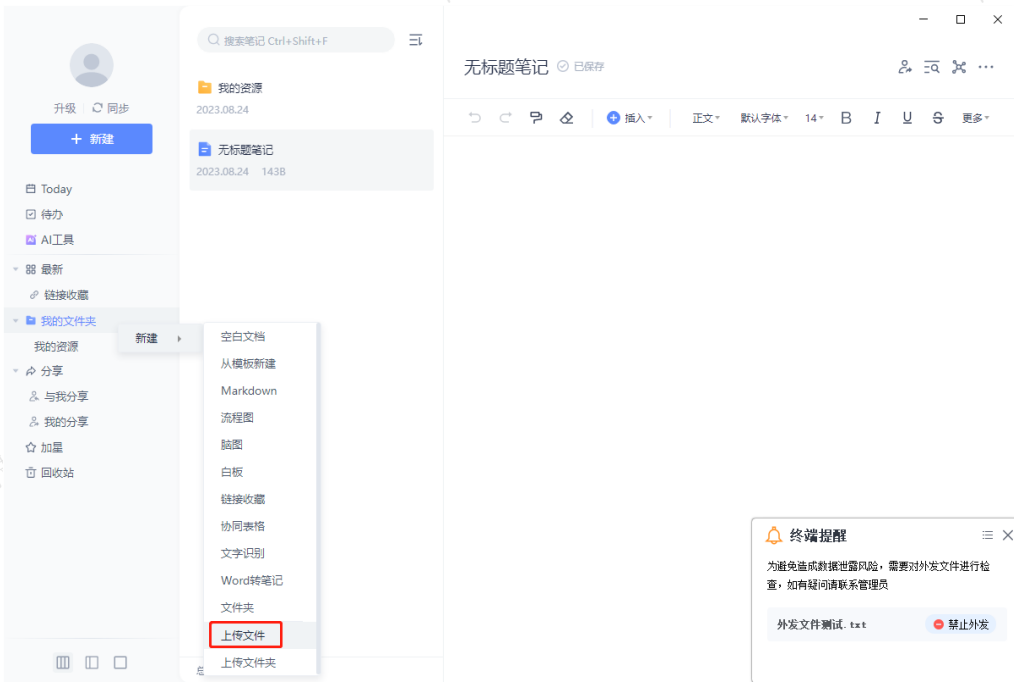 升级 同步
+ 新建
Today
待办
AI工具
最新
链接收藏
我的文件夹
我的资源
分享
与我分享
我的分享
加星
回收站
搜索笔记 Ctrl+Shift+F
我的资源
2023.08.24
无标题笔记
2023.08.24 143B
新建
空白文档
从模板新建
Markdown
流程图
脑图
白板
链接收藏
协同表格
文字识别
Word转笔记
文件夹
上传文件
上传文件夹
总
无标题笔记 已保存
插入 正文 默认字体 14 B I U S 更多
终端提醒
为避免造成数据泄露风险，需要对外发文件进行检
查，如有疑问请联系管理员
外发文件测试.txt 禁止外发